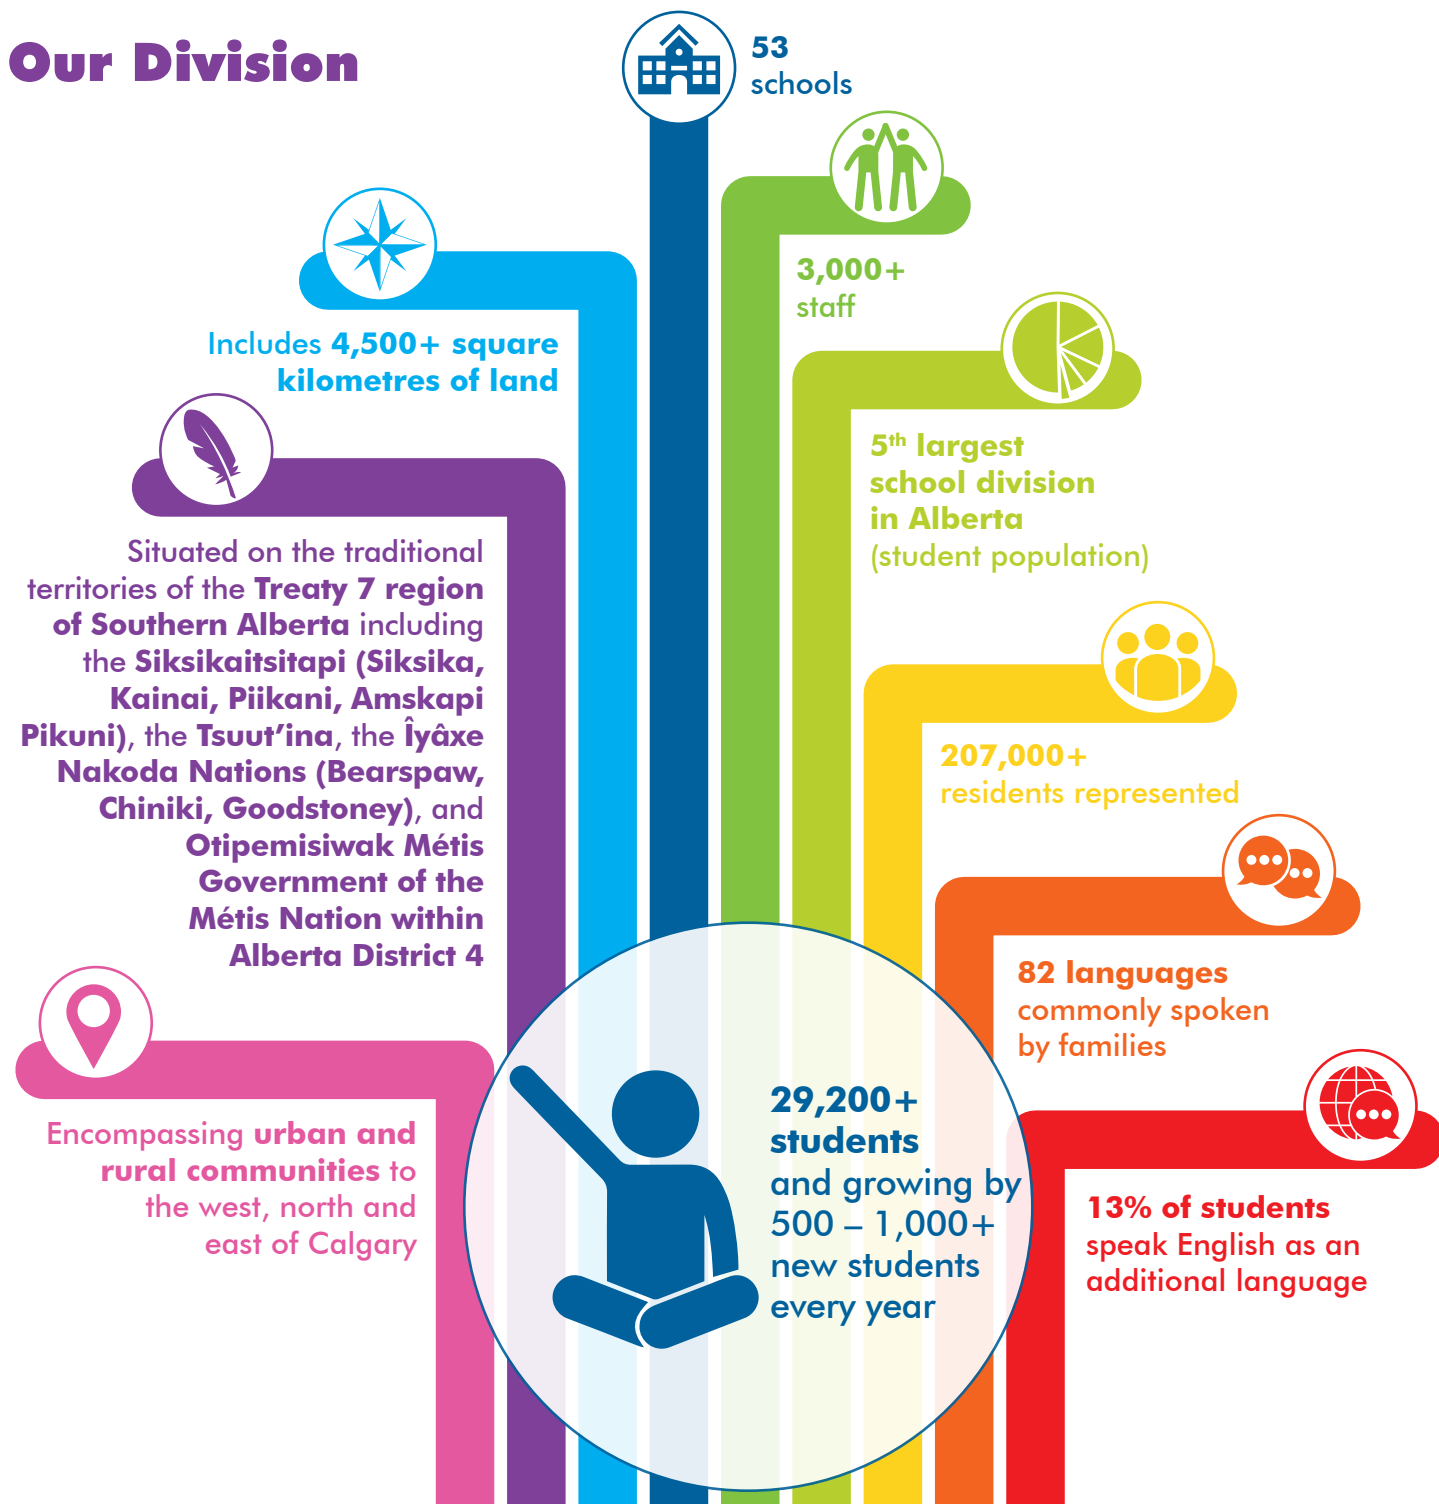 Our Division
53
schools
3,000+
staff
Includes 4,500+ square
kilometres of land
5th largest
school division
in Alberta
(student population)
Situated on the traditional
territories of the Treaty 7 region
of Southern Alberta including
the Siksikaitsitapi (Siksika,
Kainai, Piikani, Amskapi
Pikuni), the Tsuut’ina, the Îyâxe
Nakoda Nations (Bearspaw,
Chiniki, Goodstoney), and
Otipemisiwak Métis
Government of the
Métis Nation within
Alberta District 4
207,000+
residents represented
82 languages
commonly spoken
by families
Encompassing urban and
rural communities to
the west, north and
east of Calgary
29,200+
students
and growing by
500 – 1,000+
new students
every year
13% of students
speak English as an
additional language